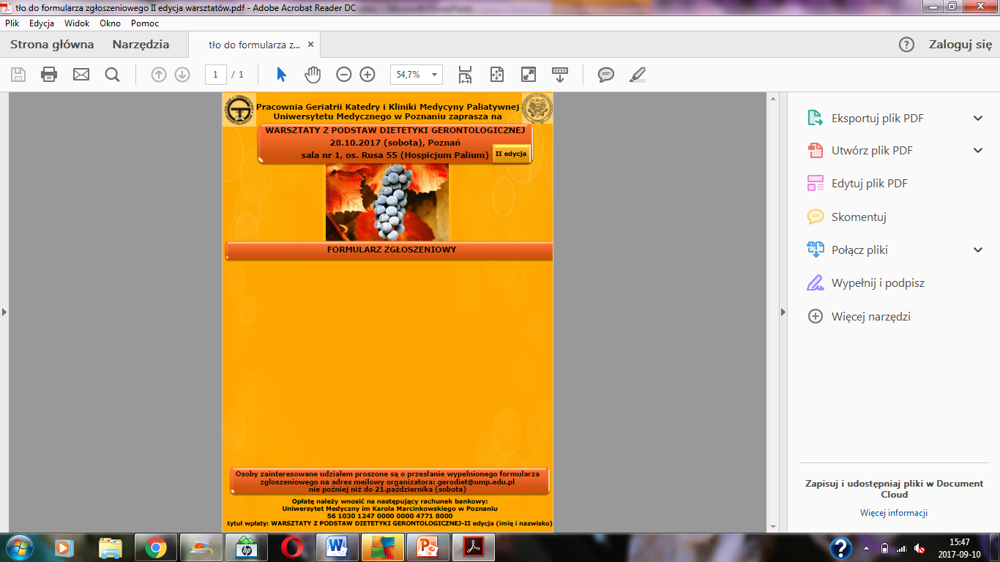 tło do formularza zgłoszeniowego II edycja warsztatów.pdf - Adobe Acrobat Reader DC
Plik Edycja Widok Okno Pomoc
Strona główna Narzędzia tło do formularza z... × Zaloguj się
1 / 1 54,7%
Pracownia Geriatrii Katedry i Kliniki Medycyny Paliatywnej
Uniwersytetu Medycznego w Poznaniu zaprasza na
WARSZTATY Z PODSTAW DIETETYKI GERONTOLOGICZNEJ
28.10.2017 (sobota), Poznań
sala nr 1, os. Rusa 55 (Hospicjum Palium) II edycja
FORMULARZ ZGŁOSZENIOWY
Osoby zainteresowane udziałem proszone są o przesłanie wypełnionego formularza
zgłoszeniowego na adres meilowy organizatora: gerodiet@ump.edu.pl
nie poźniej niż do 21.października (sobota)
Opłatę należy wnosić na następujący rachunek bankowy:
Uniwersytet Medyczny im Karola Marcinkowskiego w Poznaniu
56 1030 1247 0000 0000 4771 8000
tytuł wpłaty: WARSZTATY Z PODSTAW DIETETYKI GERONTOLOGICZNEJ-II edycja (imię i nazwisko)
Eksportuj plik PDF
Utwórz plik PDF
Edytuj plik PDF
Skomentuj
Połącz pliki
Wypełnij i podpisz
Więcej narzędzi
Zapisuj i udostępniaj pliki w Document
Cloud
Więcej informacji
15:47
2017-09-10